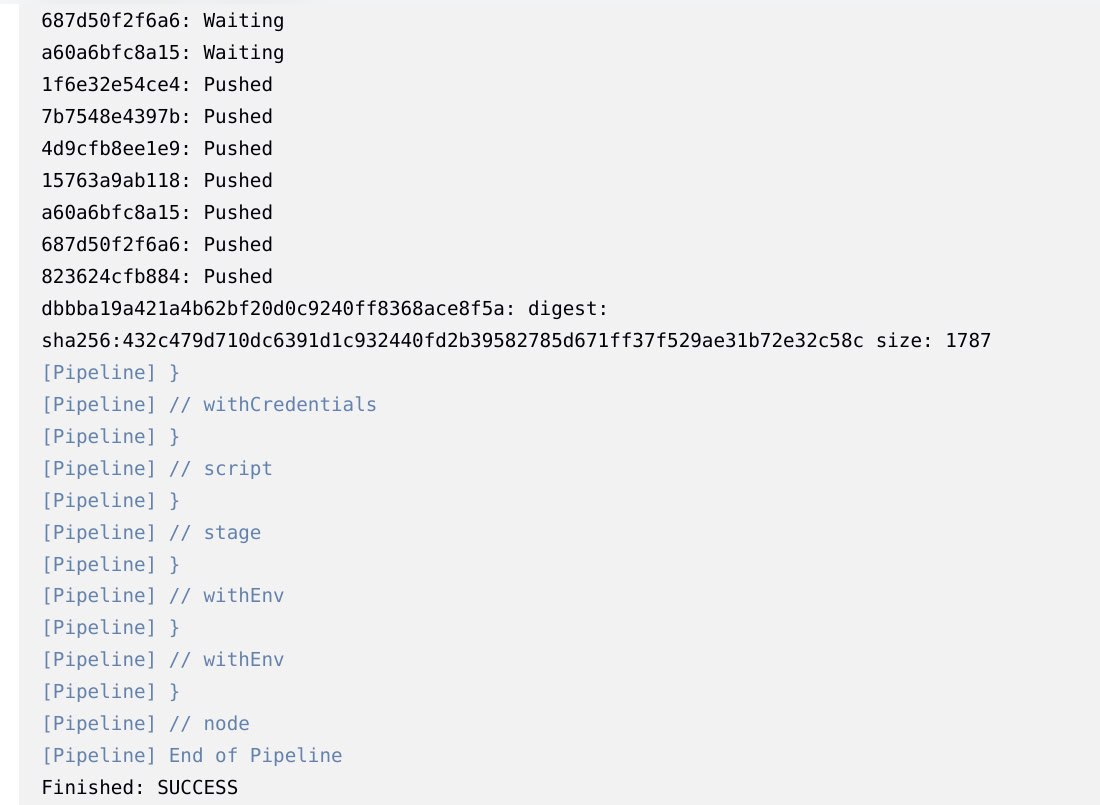 687d50f2f6a6: Waiting
a60a6bfc8a15: Waiting
1f6e32e54ce4: Pushed
7b7548e4397b: Pushed
4d9cfb8ee1e9: Pushed
15763a9ab118: Pushed
a60a6bfc8a15: Pushed
687d50f2f6a6: Pushed
823624cfb884: Pushed
dbbba19a421a4b62bf20d0c9240ff8368ace8f5a: digest:
sha256:432c479d710dc6391d1c932440fd2b39582785d671ff37f529ae31b72e32c58c size: 1787
[Pipeline] }
[Pipeline] // withCredentials
[Pipeline] }
[Pipeline] // script
[Pipeline] }
[Pipeline] // stage
[Pipeline] }
[Pipeline] // withEnv
[Pipeline] }
[Pipeline] // withEnv
[Pipeline] }
[Pipeline] // node
[Pipeline] End of Pipeline
Finished: SUCCESS